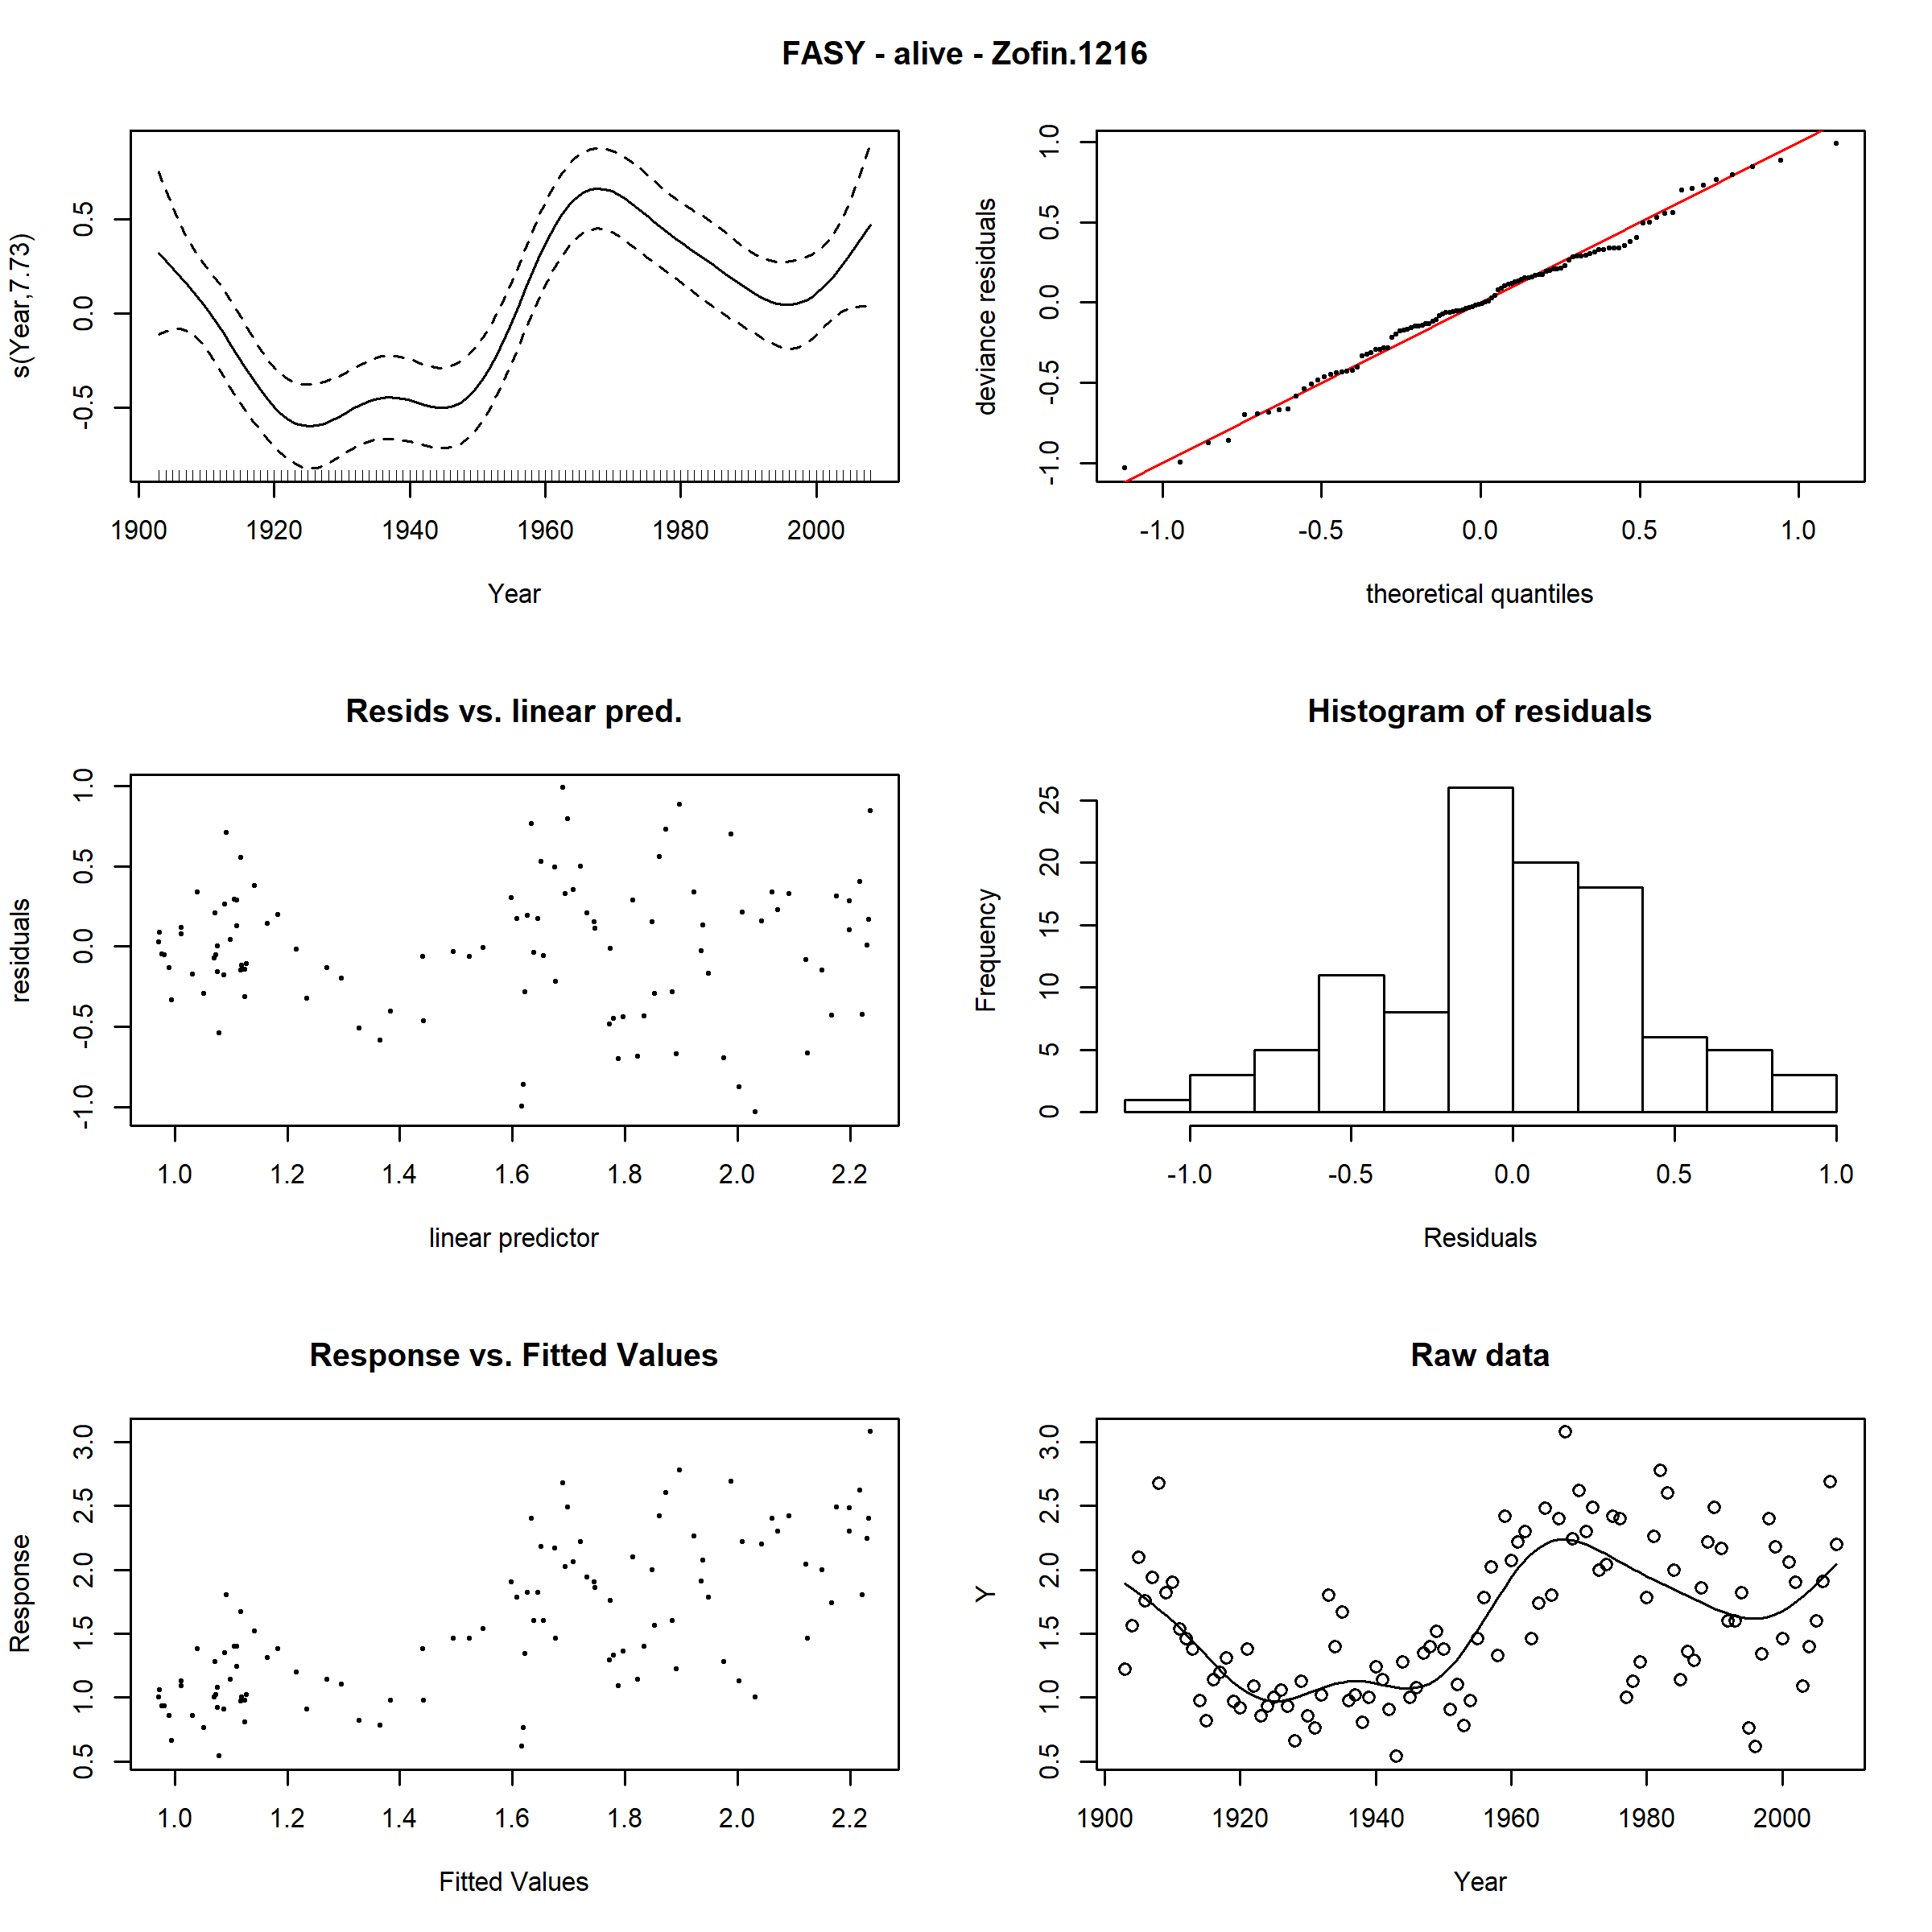 FASY - alive - Zofin.1216
s(Year,7.73)
-0.5 0.0 0.5
1900 1920 1940 1960 1980 2000
Year
deviance residuals
-1.0 -0.5 0.0 0.5 1.0
-1.0 -0.5 0.0 0.5 1.0
theoretical quantiles
Resids vs. linear pred.
residuals
-1.0 -0.5 0.0 0.5 1.0
1.0 1.2 1.4 1.6 1.8 2.0 2.2
linear predictor
Histogram of residuals
Frequency
0 5 10 15 20 25
-1.0 -0.5 0.0 0.5 1.0
Residuals
Response vs. Fitted Values
Response
0.5 1.0 1.5 2.0 2.5 3.0
1.0 1.2 1.4 1.6 1.8 2.0 2.2
Fitted Values
Raw data
Y
0.5 1.0 1.5 2.0 2.5 3.0
1900 1920 1940 1960 1980 2000
Year